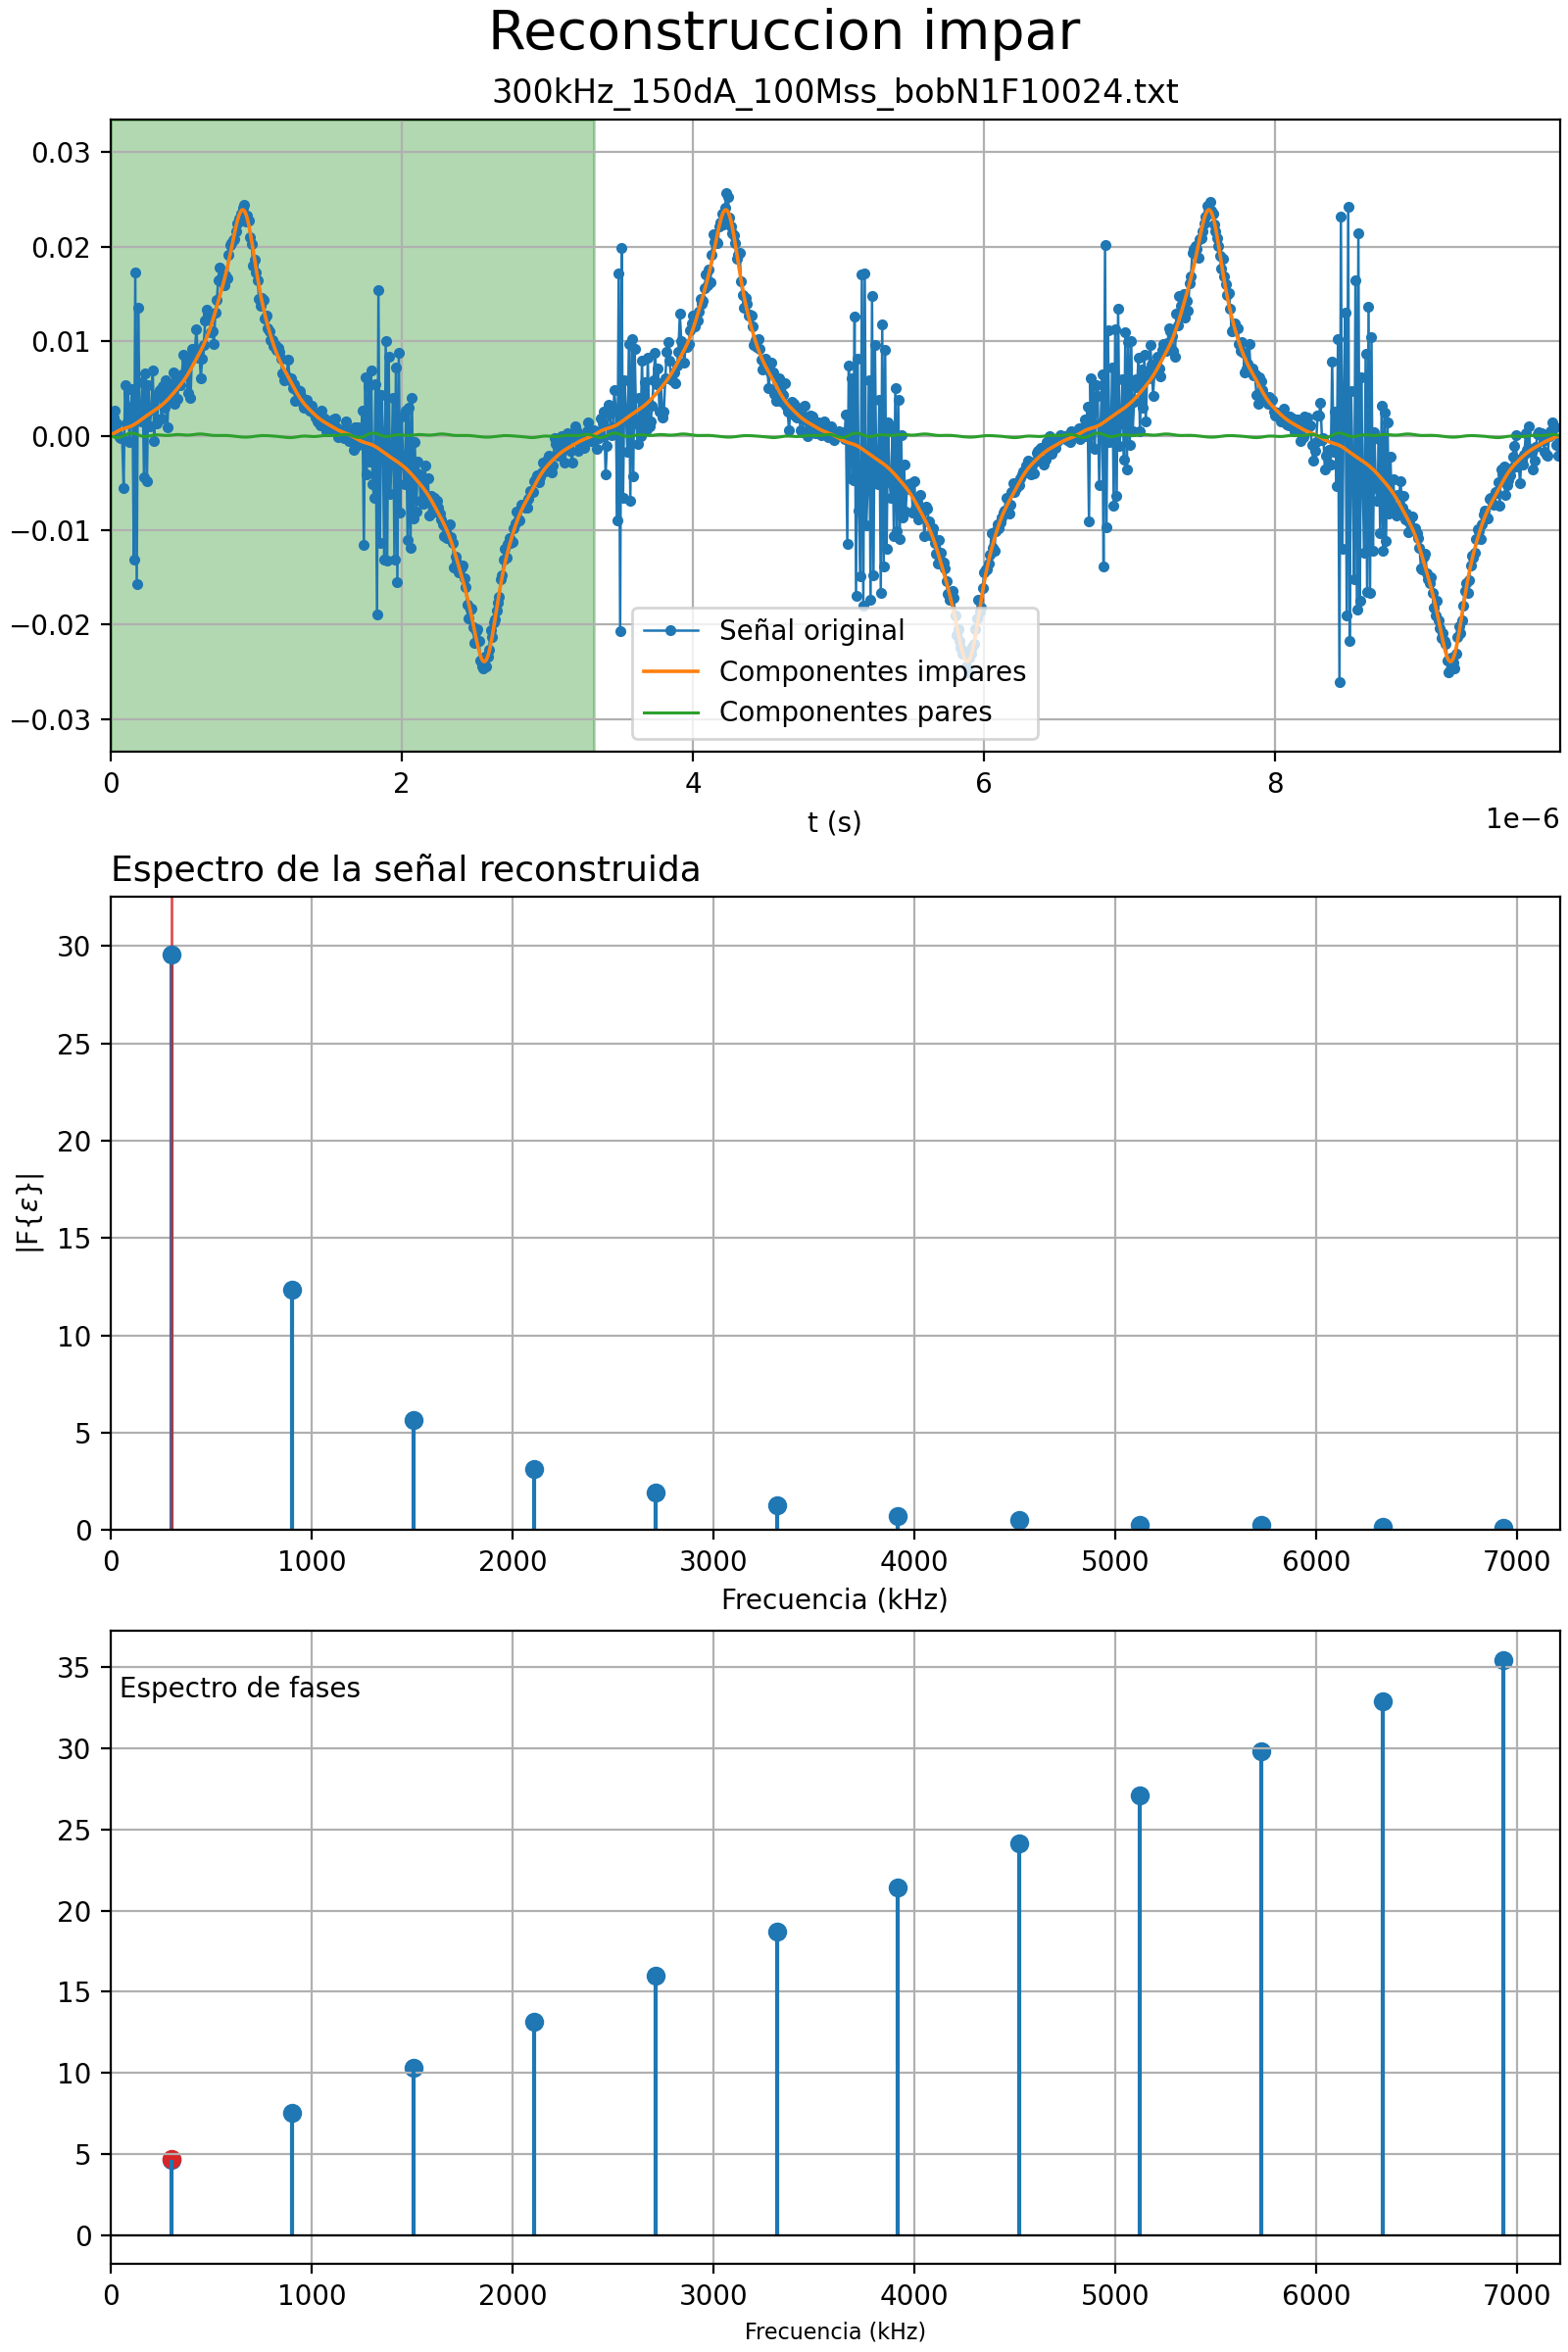 Reconstruccion impar
300kHz_150dA_100Mss_bobN1F10024.txt
0.03
0.02
0.01
0.00
−0.01
−0.02
−0.03
Señal original
Componentes impares
Componentes pares
0 2 4 6 8
t (s)
1e−6
Espectro de la señal reconstruida
30
25
20
15
10
5
0
|F{ε}|
0 1000 2000 3000 4000 5000 6000 7000
Frecuencia (kHz)
Espectro de fases
35
30
25
20
15
10
5
0
0 1000 2000 3000 4000 5000 6000 7000
Frecuencia (kHz)